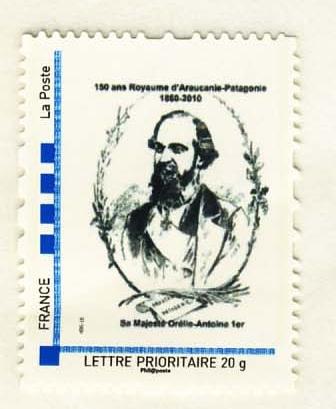 150 ans Royaume d'Araucanie-Patagonie
1860-2010
La Poste
FRANCE
Sa Majesté Orélie-Antoine 1er
LETTRE PRIORITAIRE 20 g
Phil@poste